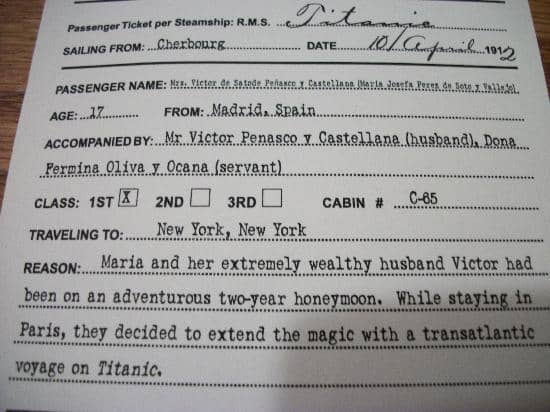 Passenger Ticket per Steamship: R.M.S. Titanic
SAILING FROM: Cherbourg DATE 10/April 1912
PASSENGER NAME: Mrs. Victor de Satode Peñasco y Castellana (Maria Josefa Perez de Soto y Vallejo).
AGE: 17 FROM: Madrid, Spain
ACCOMPANIED BY: Mr Victor Penasco y Castellana (husband), Dona
Fermina Oliva y Ocana (servant)
CLASS: 1ST X 2ND 3RD CABIN # C-65
TRAVELING TO: New York, New York
REASON: Maria and her extremely wealthy husband Victor had
been on an adventurous two-year honeymoon. While staying in
Paris, they decided to extend the magic with a transatlantic
voyage on Titanic.